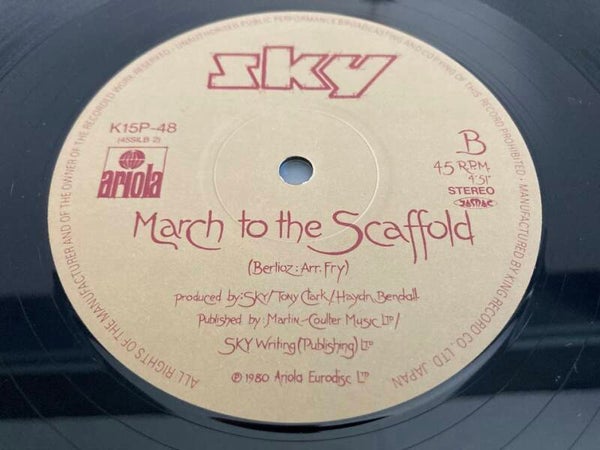 ALL RIGHTS OF THE MANUFACTURER AND OF THE OWNER OF THE RECORDED WORK RESERVED - UNAUTHORISED PUBLIC PERFORMANCE BROADCASTING AND COPYING OF THIS RECORD PROHIBITED - MANUFACTURED BY KING RECORD CO., LTD. JAPAN
sky
K15P-48
(45SILB 2)
ariola
B
45 R.P.M.
4'51"
STEREO
JASRAC
March to the Scaffold
(Berlioz : Arr. Fry)
produced by : SKY / Tony Clark / Haydn Bendall
Published by : Martin-Coulter Music LTD /
SKY Writing (Publishing) LTD
℗ 1980 Ariola Eurodisc LTD